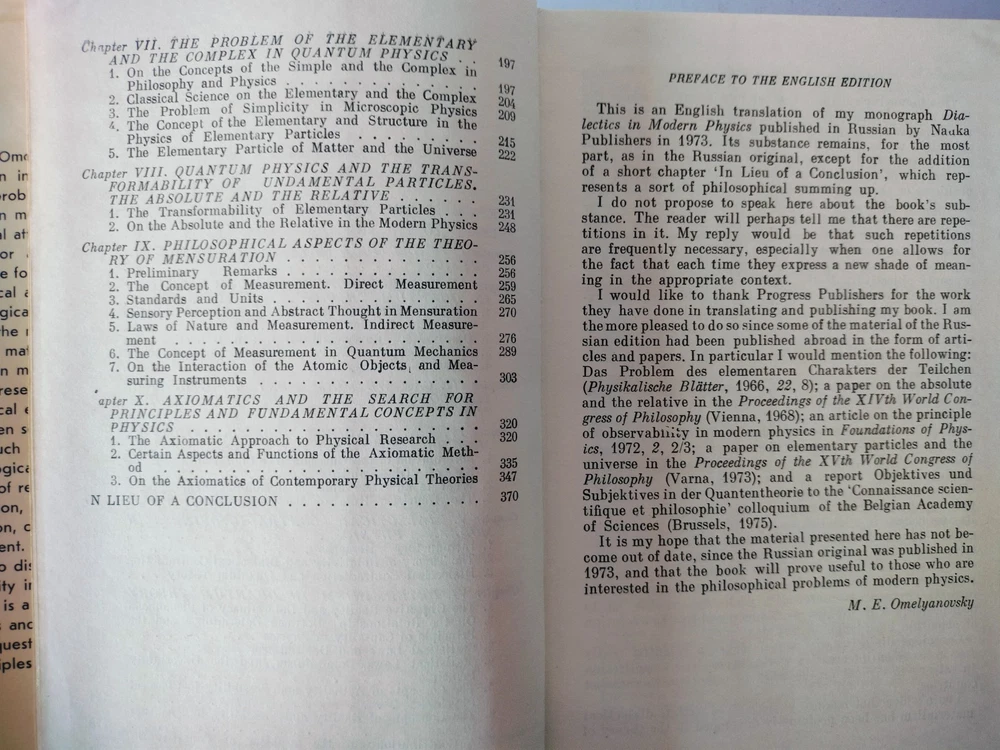 Chapter VII. THE PROBLEM OF THE ELEMENTARY
AND THE COMPLEX IN QUANTUM PHYSICS . . 197
1. On the Concepts of the Simple and the Complex in
Philosophy and Physics . . . . . . . . . 197
2. Classical Science on the Elementary and the Complex 204
3. The Problem of Simplicity in Microscopic Physics 209
4. The Concept of the Elementary and Structure in the
Physics of Elementary Particles . . . . . . 215
5. The Elementary Particle of Matter and the Universe 222
Chapter VIII. QUANTUM PHYSICS AND THE TRANS-
FORMABILITY OF UNDAMENTAL PARTICLES.
THE ABSOLUTE AND THE RELATIVE . . . . . . 231
1. The Transformability of Elementary Particles . . . 231
2. On the Absolute and the Relative in the Modern Physics 248
Chapter IX. PHILOSOPHICAL ASPECTS OF THE THEO-
RY OF MENSURATION . . . . . . . . . . . . 256
1. Preliminary Remarks . . . . . . . . . . . . 256
2. The Concept of Measurement. Direct Measurement 259
3. Standards and Units . . . . . . . . . . . . 265
4. Sensory Perception and Abstract Thought in Mensuration 270
5. Laws of Nature and Measurement. Indirect Measure-
ment . . . . . . . . . . . . . . . . . . 276
6. The Concept of Measurement in Quantum Mechanics 289
7. On the Interaction of the Atomic Objects and Mea-
suring Instruments . . . . . . . . . . . . 303
apter X. AXIOMATICS AND THE SEARCH FOR
PRINCIPLES AND FUNDAMENTAL CONCEPTS IN
PHYSICS . . . . . . . . . . . . . . . . . 320
1. The Axiomatic Approach to Physical Research . . . 320
2. Certain Aspects and Functions of the Axiomatic Meth-
od . . . . . . . . . . . . . . . . . . . 335
3. On the Axiomatics of Contemporary Physical Theories 347
N LIEU OF A CONCLUSION . . . . . . . . . . . 370
PREFACE TO THE ENGLISH EDITION
This is an English translation of my monograph Dia-
lectics in Modern Physics published in Russian by Nauka
Publishers in 1973. Its substance remains, for the most
part, as in the Russian original, except for the addition
of a short chapter ‘In Lieu of a Conclusion’, which rep-
resents a sort of philosophical summing up.
I do not propose to speak here about the book’s sub-
stance. The reader will perhaps tell me that there are repe-
titions in it. My reply would be that such repetitions
are frequently necessary, especially when one allows for
the fact that each time they express a new shade of mean-
ing in the appropriate context.
I would like to thank Progress Publishers for the work
they have done in translating and publishing my book. I am
the more pleased to do so since some of the material of the Rus-
sian edition had been published abroad in the form of arti-
cles and papers. In particular I would mention the following:
Das Problem des elementaren Charakters der Teilchen
(Physikalische Blätter, 1966, 22, 8); a paper on the absolute
and the relative in the Proceedings of the XIVth World Con-
gress of Philosophy (Vienna, 1968); an article on the principle
of observability in modern physics in Foundations of Phys-
ics, 1972, 2, 2/3; a paper on elementary particles and the
universe in the Proceedings of the XVth World Congress of
Philosophy (Varna, 1973); and a report Objektives und
Subjektives in der Quantentheorie to the ‘Connaissance scien-
tifique et philosophie’ colloquium of the Belgian Academy
of Sciences (Brussels, 1975).
It is my hope that the material presented here has not be-
come out of date, since the Russian original was published in
1973, and that the book will prove useful to those who are
interested in the philosophical problems of modern physics.
M. E. Omelyanovsky